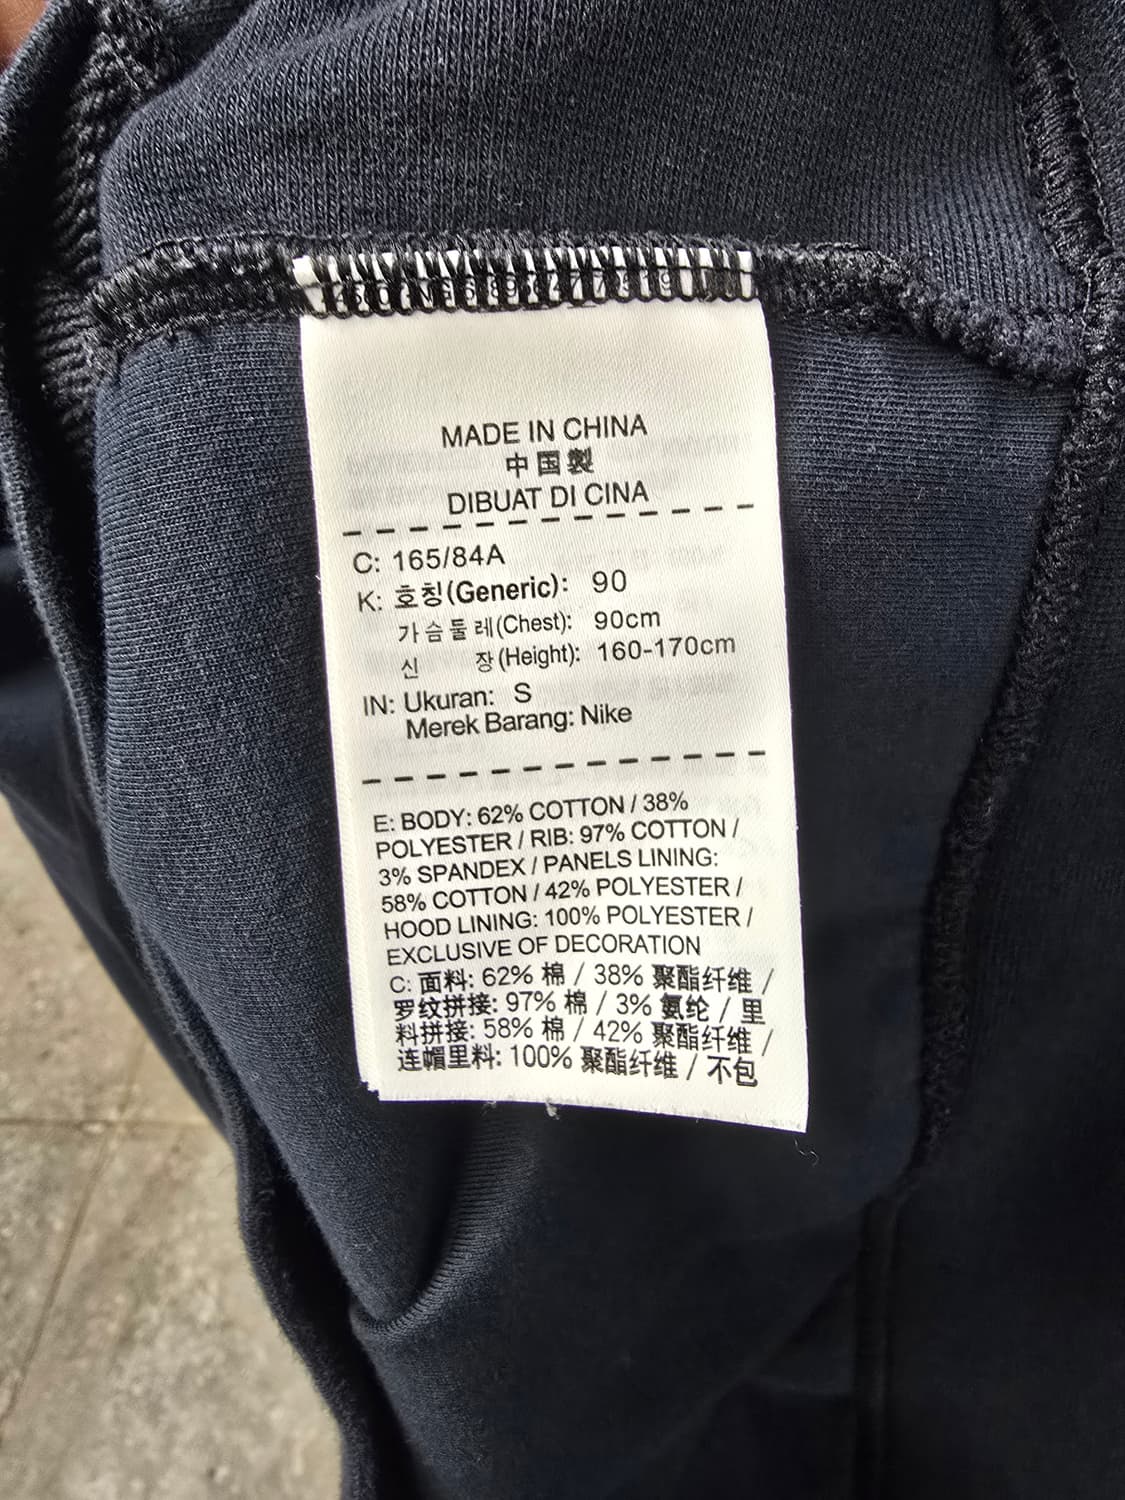 MADE IN CHINA
中国製
DIBUAT DI CINA
C: 165/84A
K: 호칭(Generic): 90
가슴둘레(Chest): 90cm
신 장(Height): 160-170cm
IN: Ukuran: S
Merek Barang: Nike
E: BODY: 62% COTTON / 38%
POLYESTER / RIB: 97% COTTON /
3% SPANDEX / PANELS LINING:
58% COTTON / 42% POLYESTER /
HOOD LINING: 100% POLYESTER /
EXCLUSIVE OF DECORATION
C: 面料: 62% 棉 / 38% 聚酯纤维 /
罗纹拼接: 97% 棉 / 3% 氨纶 / 里
料拼接: 58% 棉 / 42% 聚酯纤维 /
连帽里料: 100% 聚酯纤维 / 不包